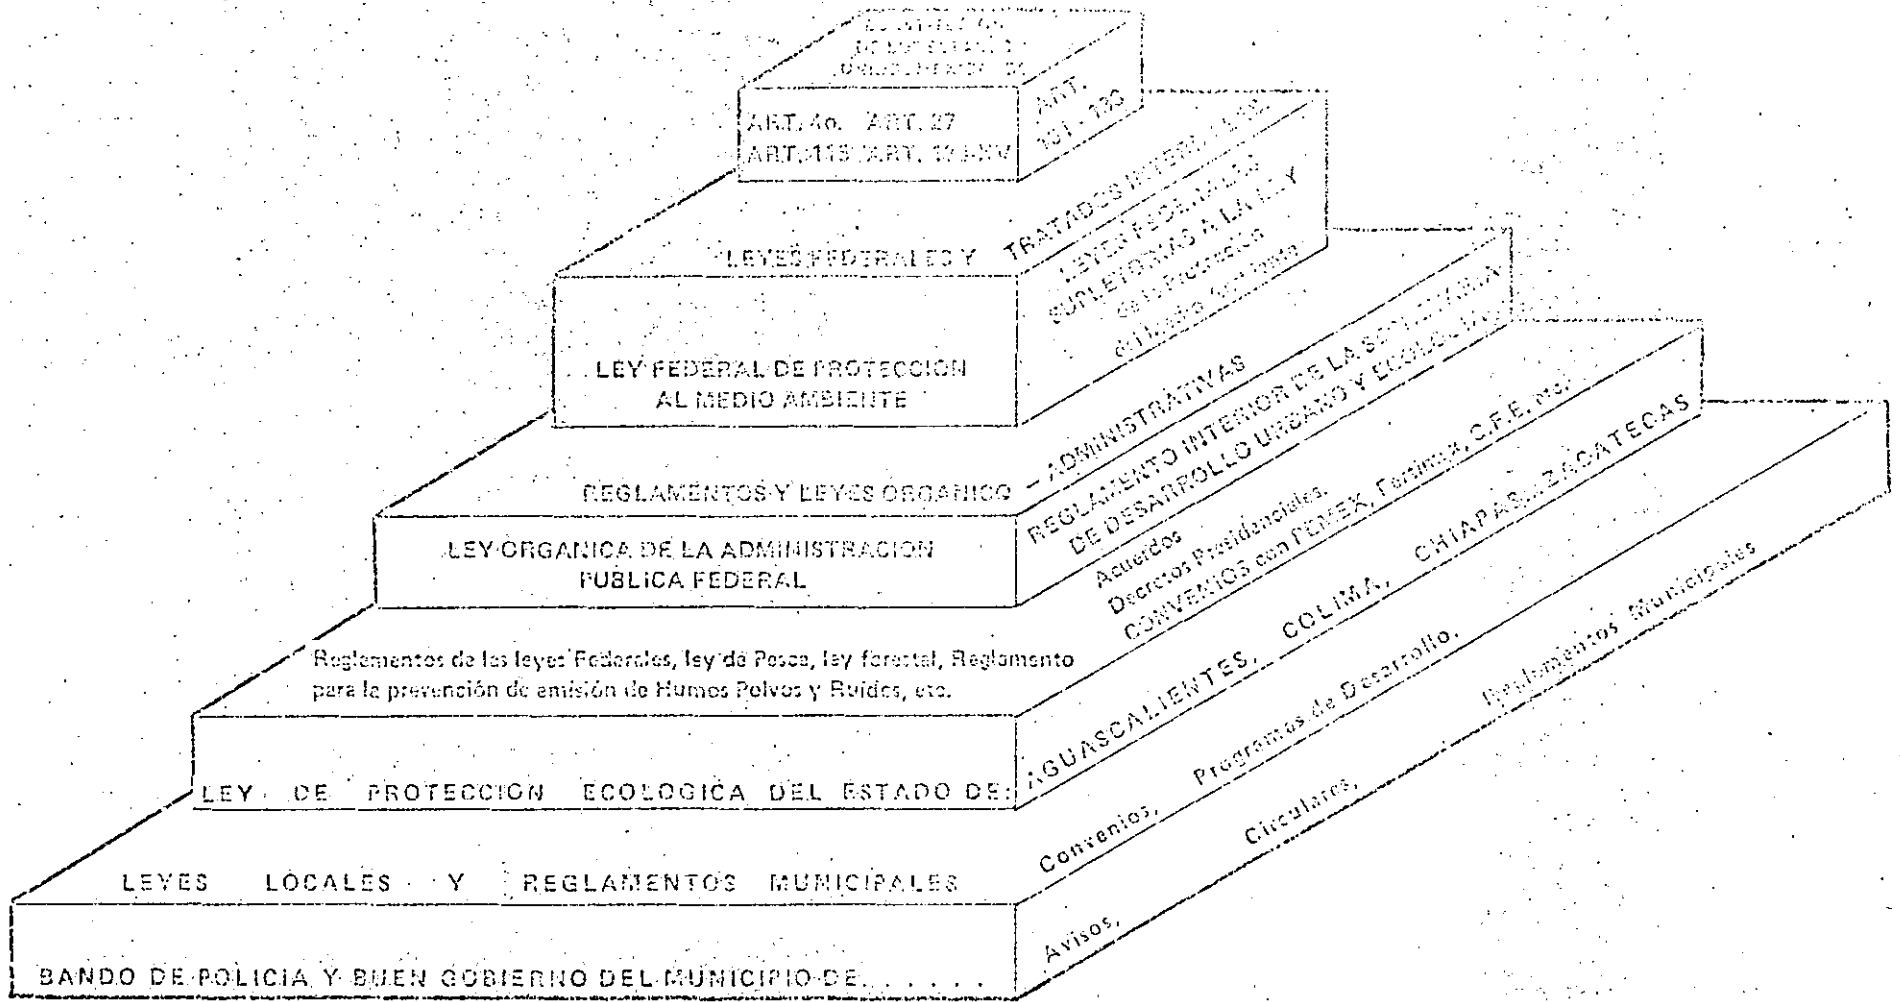 ART. 4o. ART. 27
ART. 115 ART.
ART.
LEYES FEDERALES Y TRATADOS
LEYES FEDERALES
SUPLETORIAS A LA LEY
de la Protección
LEY FEDERAL DE PROTECCION
AL MEDIO AMBIENTE
REGLAMENTOS Y LEYES ORGANICO – ADMINISTRATIVAS
REGLAMENTO INTERIOR DE LA SECRETARIA
DE DESARROLLO URBANO Y
LEY ORGANICA DE LA ADMINISTRACION
PUBLICA FEDERAL
Acuerdos
Decretos Presidenciales.
CONVENIOS con PEMEX, C.F.E.
Reglamentos de las leyes Federales, ley de Pesca, ley forestal, Reglamento
para la prevención de emisión de Humos Polvos y Ruidos, etc.
LEY DE PROTECCION ECOLOGICA DEL ESTADO DE: AGUASCALIENTES, COLIMA, CHIAPAS... ZACATECAS
Convenios, Programas de Desarrollo.
LEYES LOCALES Y REGLAMENTOS MUNICIPALES
Avisos, Circulares, Reglamentos Municipales
BANDO DE POLICIA Y BUEN GOBIERNO DEL MUNICIPIO DE. . . . . .